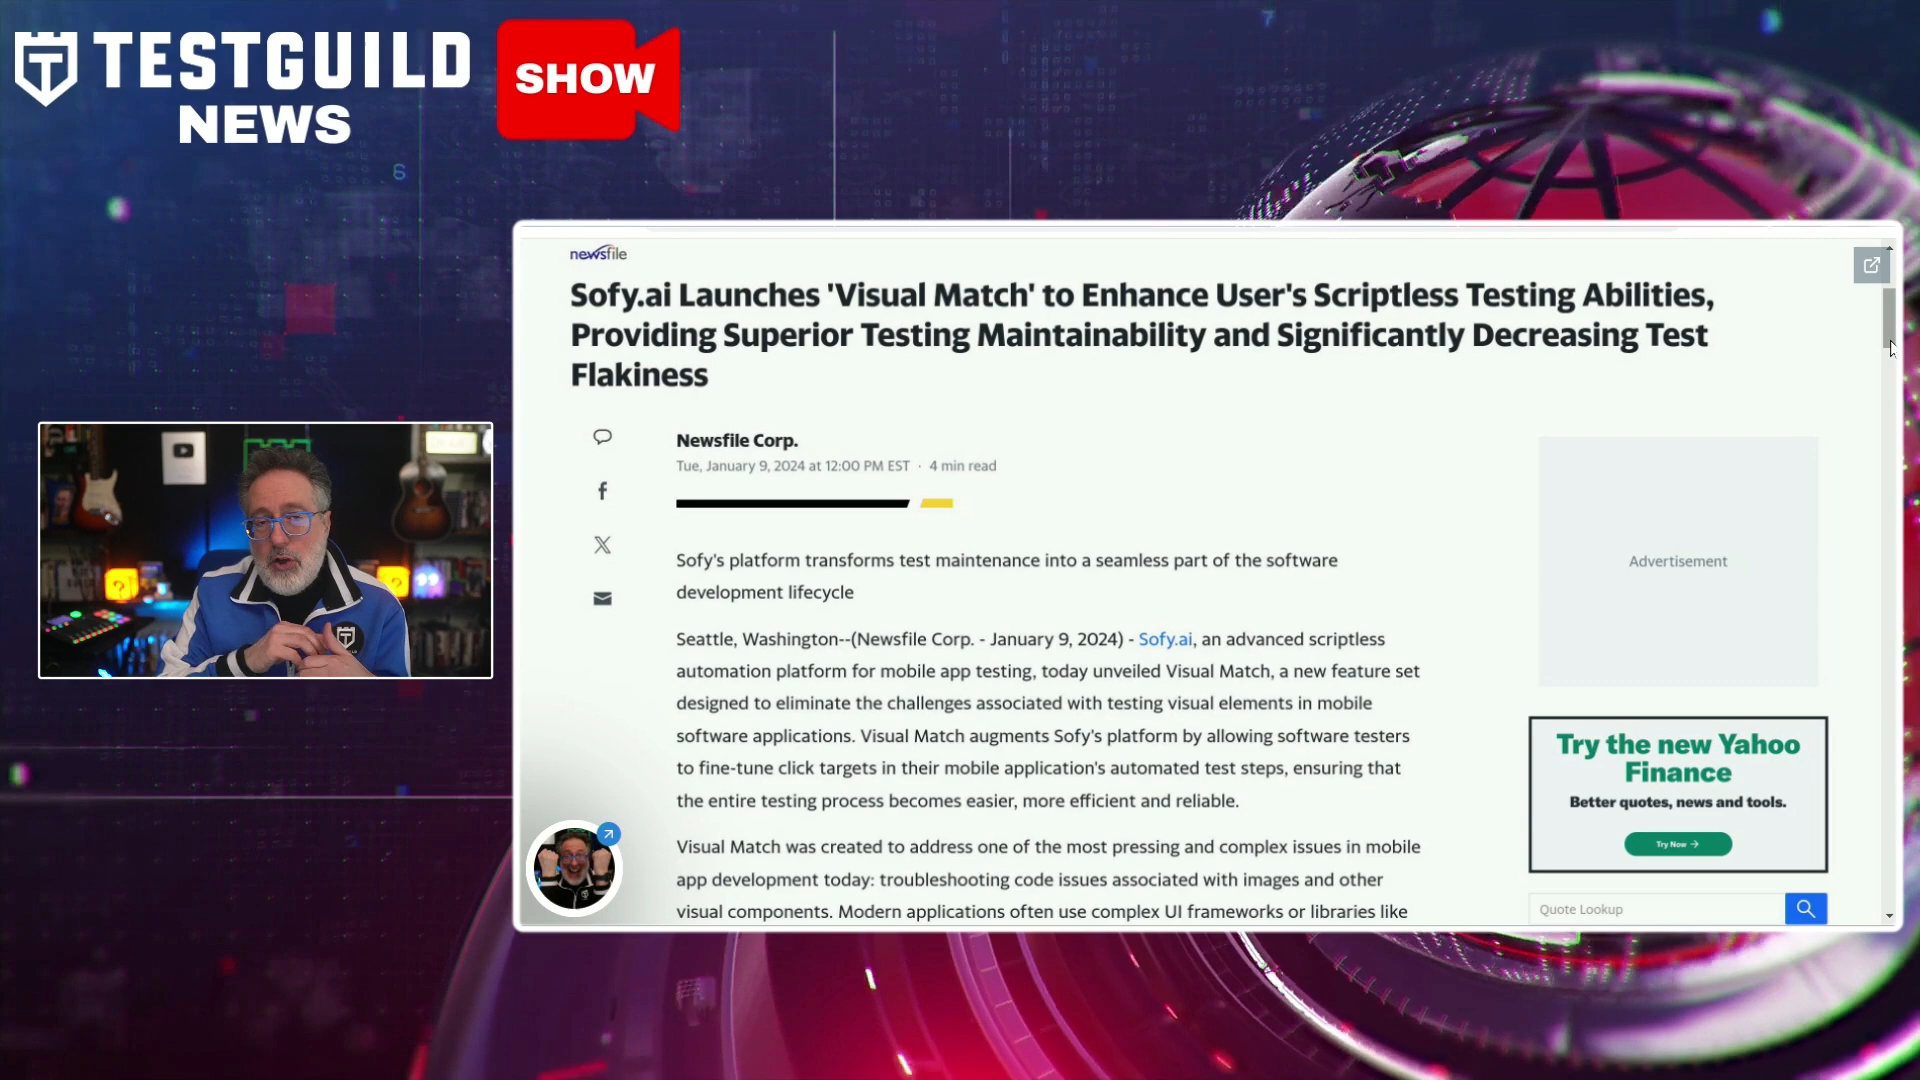 TESTGUILD
NEWS
SHOW
7
6
newsfile
Sofy.ai Launches 'Visual Match' to Enhance User's Scriptless Testing Abilities,
Providing Superior Testing Maintainability and Significantly Decreasing Test
Flakiness
Newsfile Corp.
Tue, January 9, 2024 at 12:00 PM EST · 4 min read
Sofy's platform transforms test maintenance into a seamless part of the software
development lifecycle
Seattle, Washington--(Newsfile Corp. - January 9, 2024) - Sofy.ai, an advanced scriptless
automation platform for mobile app testing, today unveiled Visual Match, a new feature set
designed to eliminate the challenges associated with testing visual elements in mobile
software applications. Visual Match augments Sofy's platform by allowing software testers
to fine-tune click targets in their mobile application's automated test steps, ensuring that
the entire testing process becomes easier, more efficient and reliable.
Visual Match was created to address one of the most pressing and complex issues in mobile
app development today: troubleshooting code issues associated with images and other
visual components. Modern applications often use complex UI frameworks or libraries like
Advertisement
Try the new Yahoo
Finance
Better quotes, news and tools.
Try Now →
Quote Lookup